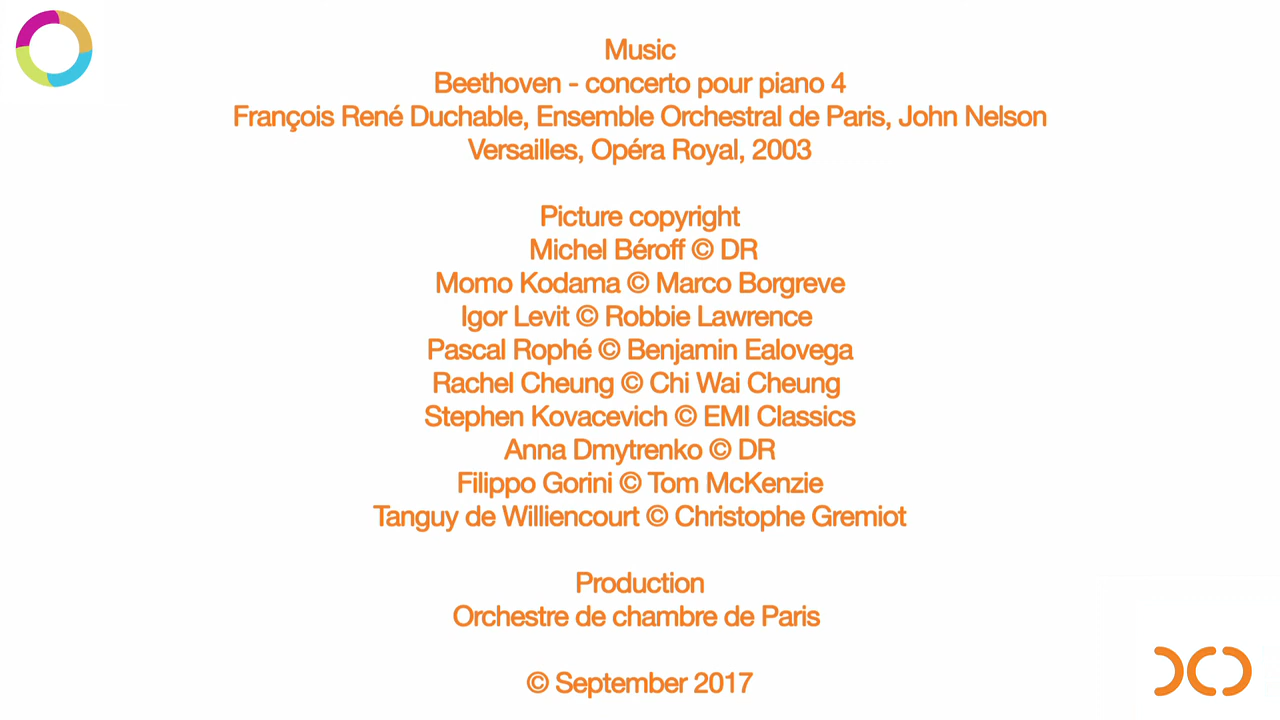 Music
Beethoven - concerto pour piano 4
François René Duchable, Ensemble Orchestral de Paris, John Nelson
Versailles, Opéra Royal, 2003
Picture copyright
Michel Béroff © DR
Momo Kodama © Marco Borgreve
Igor Levit © Robbie Lawrence
Pascal Rophé © Benjamin Ealovega
Rachel Cheung © Chi Wai Cheung
Stephen Kovacevich © EMI Classics
Anna Dmytrenko © DR
Filippo Gorini © Tom McKenzie
Tanguy de Williencourt © Christophe Gremiot
Production
Orchestre de chambre de Paris
© September 2017